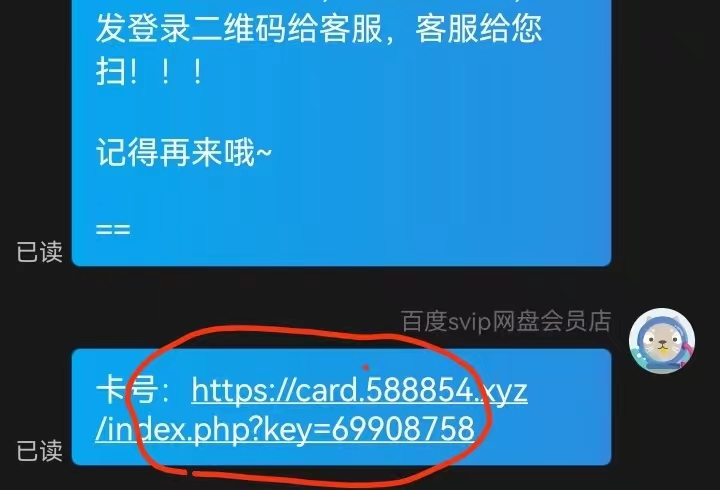 发登录二维码给客服，客服给您
扫！！！
记得再来哦~
==
已读
百度svip网盘会员店
卡号：https://card.588854.xyz
/index.php?key=69908758
已读